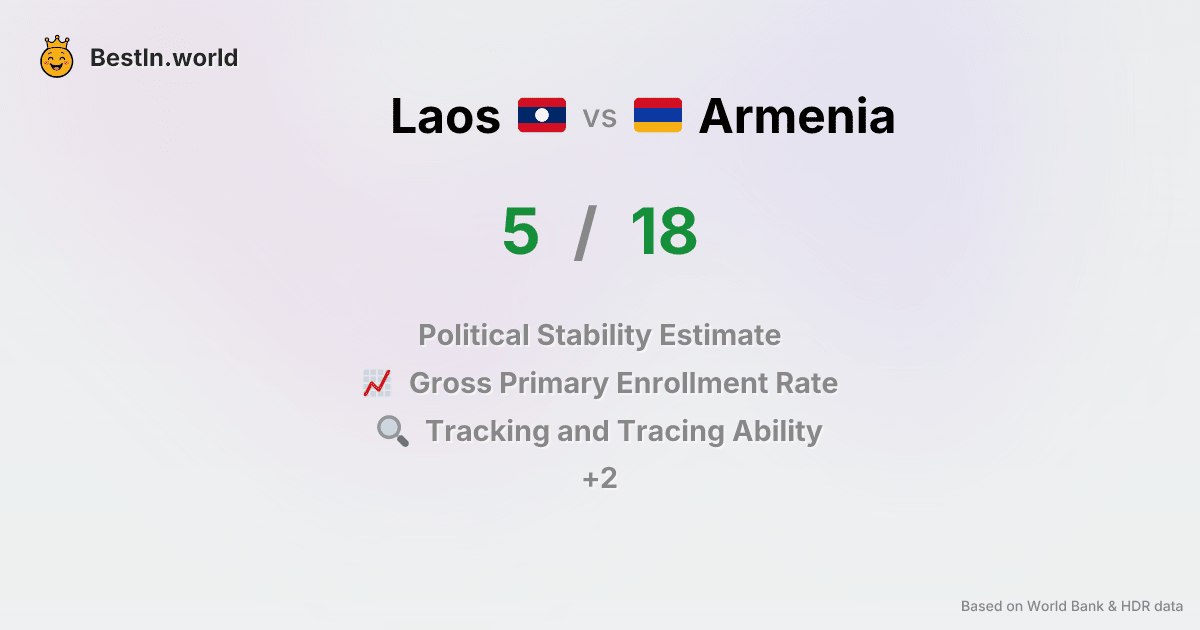 BestIn.world
Laos vs Armenia
5 / 18
Political Stability Estimate
Gross Primary Enrollment Rate
Tracking and Tracing Ability
+2
Based on World Bank & HDR data